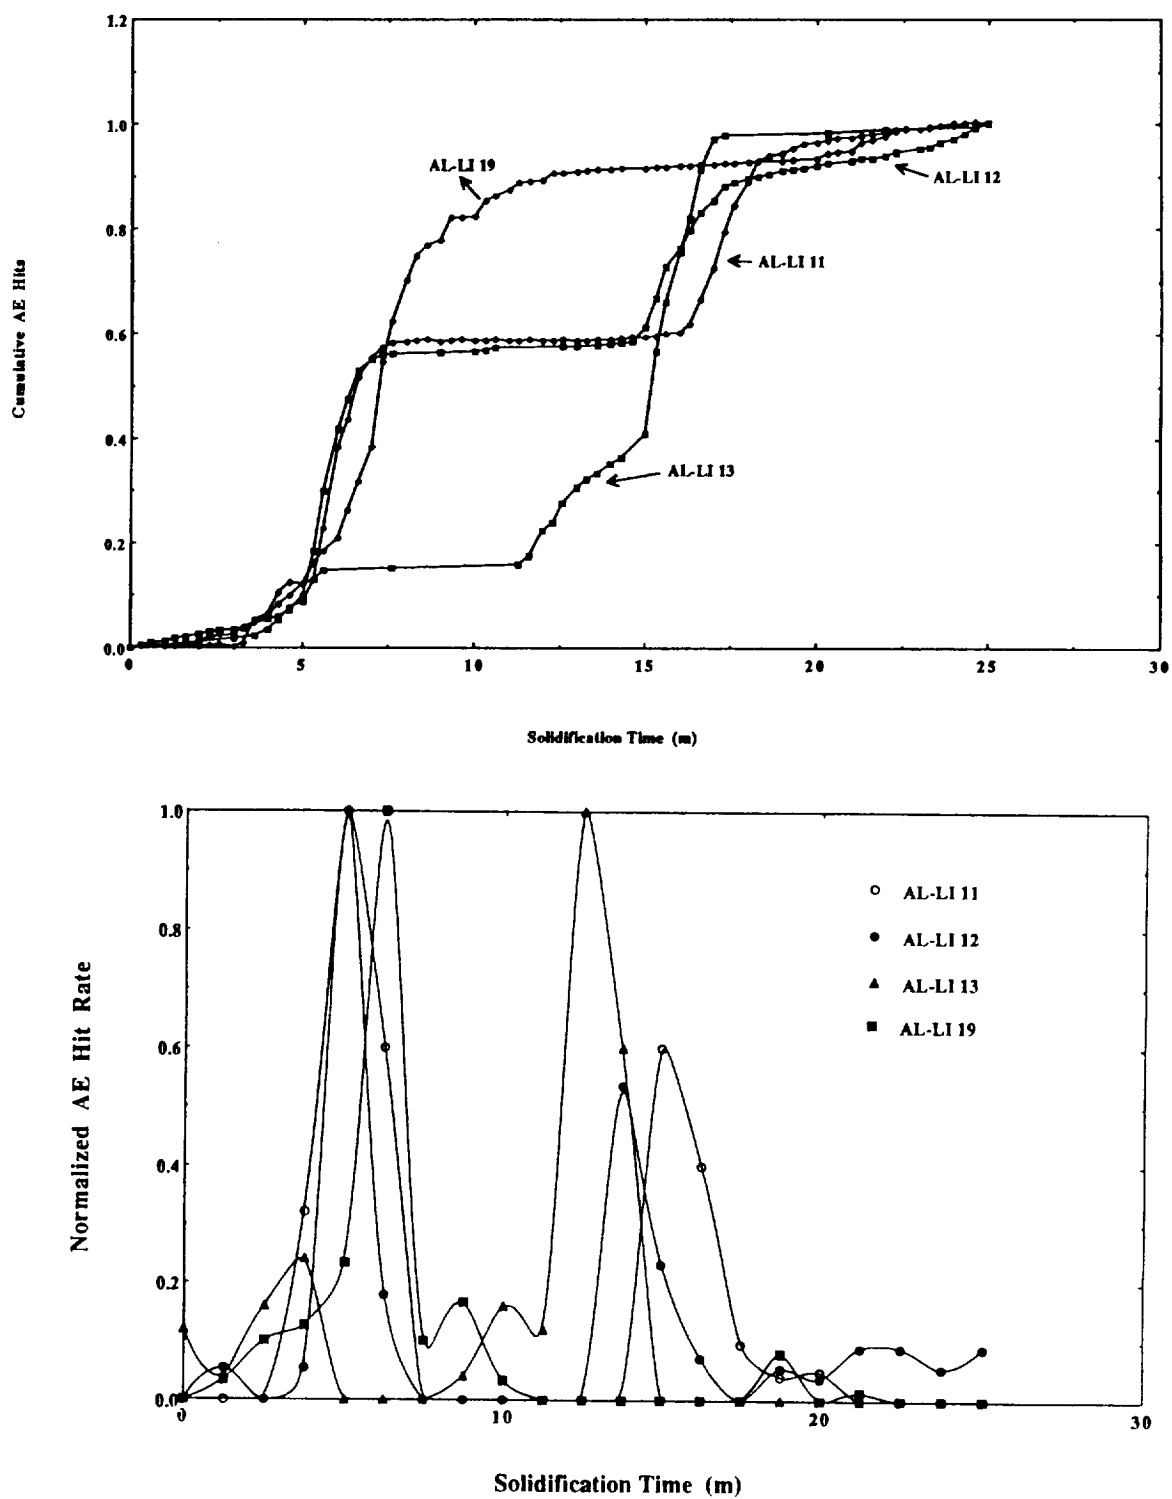 1.2
1.0
AL-LI 19
AL-LI 12
0.8
AL-LI 11
Cumulative AE Hits
0.6
0.4
AL-LI 13
0.2
0.0
0 5 10 15 20 25 30
Solidification Time (m)
1.0
AL-LI 11
0.8
AL-LI 12
AL-LI 13
AL-LI 19
Normalized AE Hit Rate
0.6
0.4
0.2
0.0
0 10 20 30
Solidification Time (m)